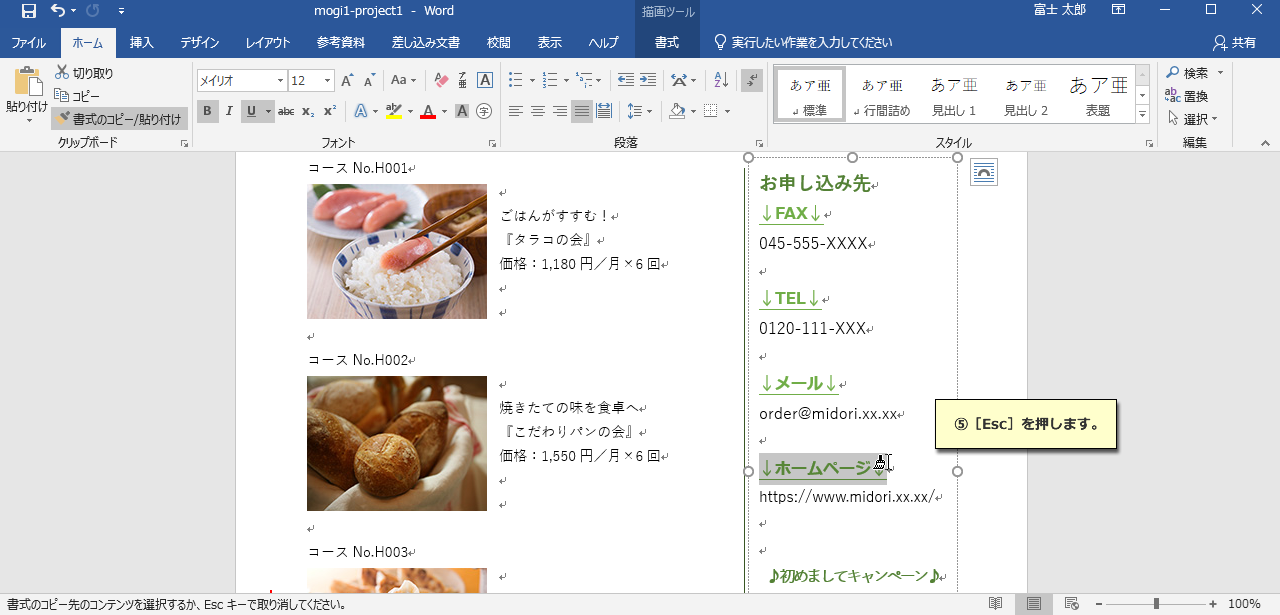 mogi1-project1 - Word
描画ツール
富士 太郎
ファイル ホーム 挿入 デザイン レイアウト 参考資料 差し込み文書 校閲 表示 ヘルプ 書式 実行したい作業を入力してください 共有
貼り付け
切り取り
コピー
書式のコピー/貼り付け
クリップボード
メイリオ 12
フォント
段落
あア亜 あア亜 あア亜 あア亜 あア亜
標準 行間詰め 見出し 1 見出し 2 表題
スタイル
検索
置換
選択
編集
コース No.H001
ごはんがすすむ！
『タラコの会』
価格：1,180 円／月×6 回
コース No.H002
焼きたての味を食卓へ
『こだわりパンの会』
価格：1,550 円／月×6 回
コース No.H003
お申し込み先
↓FAX↓
045-555-XXXX
↓TEL↓
0120-111-XXX
↓メール↓
order@midori.xx.xx
↓ホームページ↓
https://www.midori.xx.xx/
♪初めましてキャンペーン♪
⑤［Esc］を押します。
書式のコピー先のコンテンツを選択するか、Esc キーで取り消してください。
100%